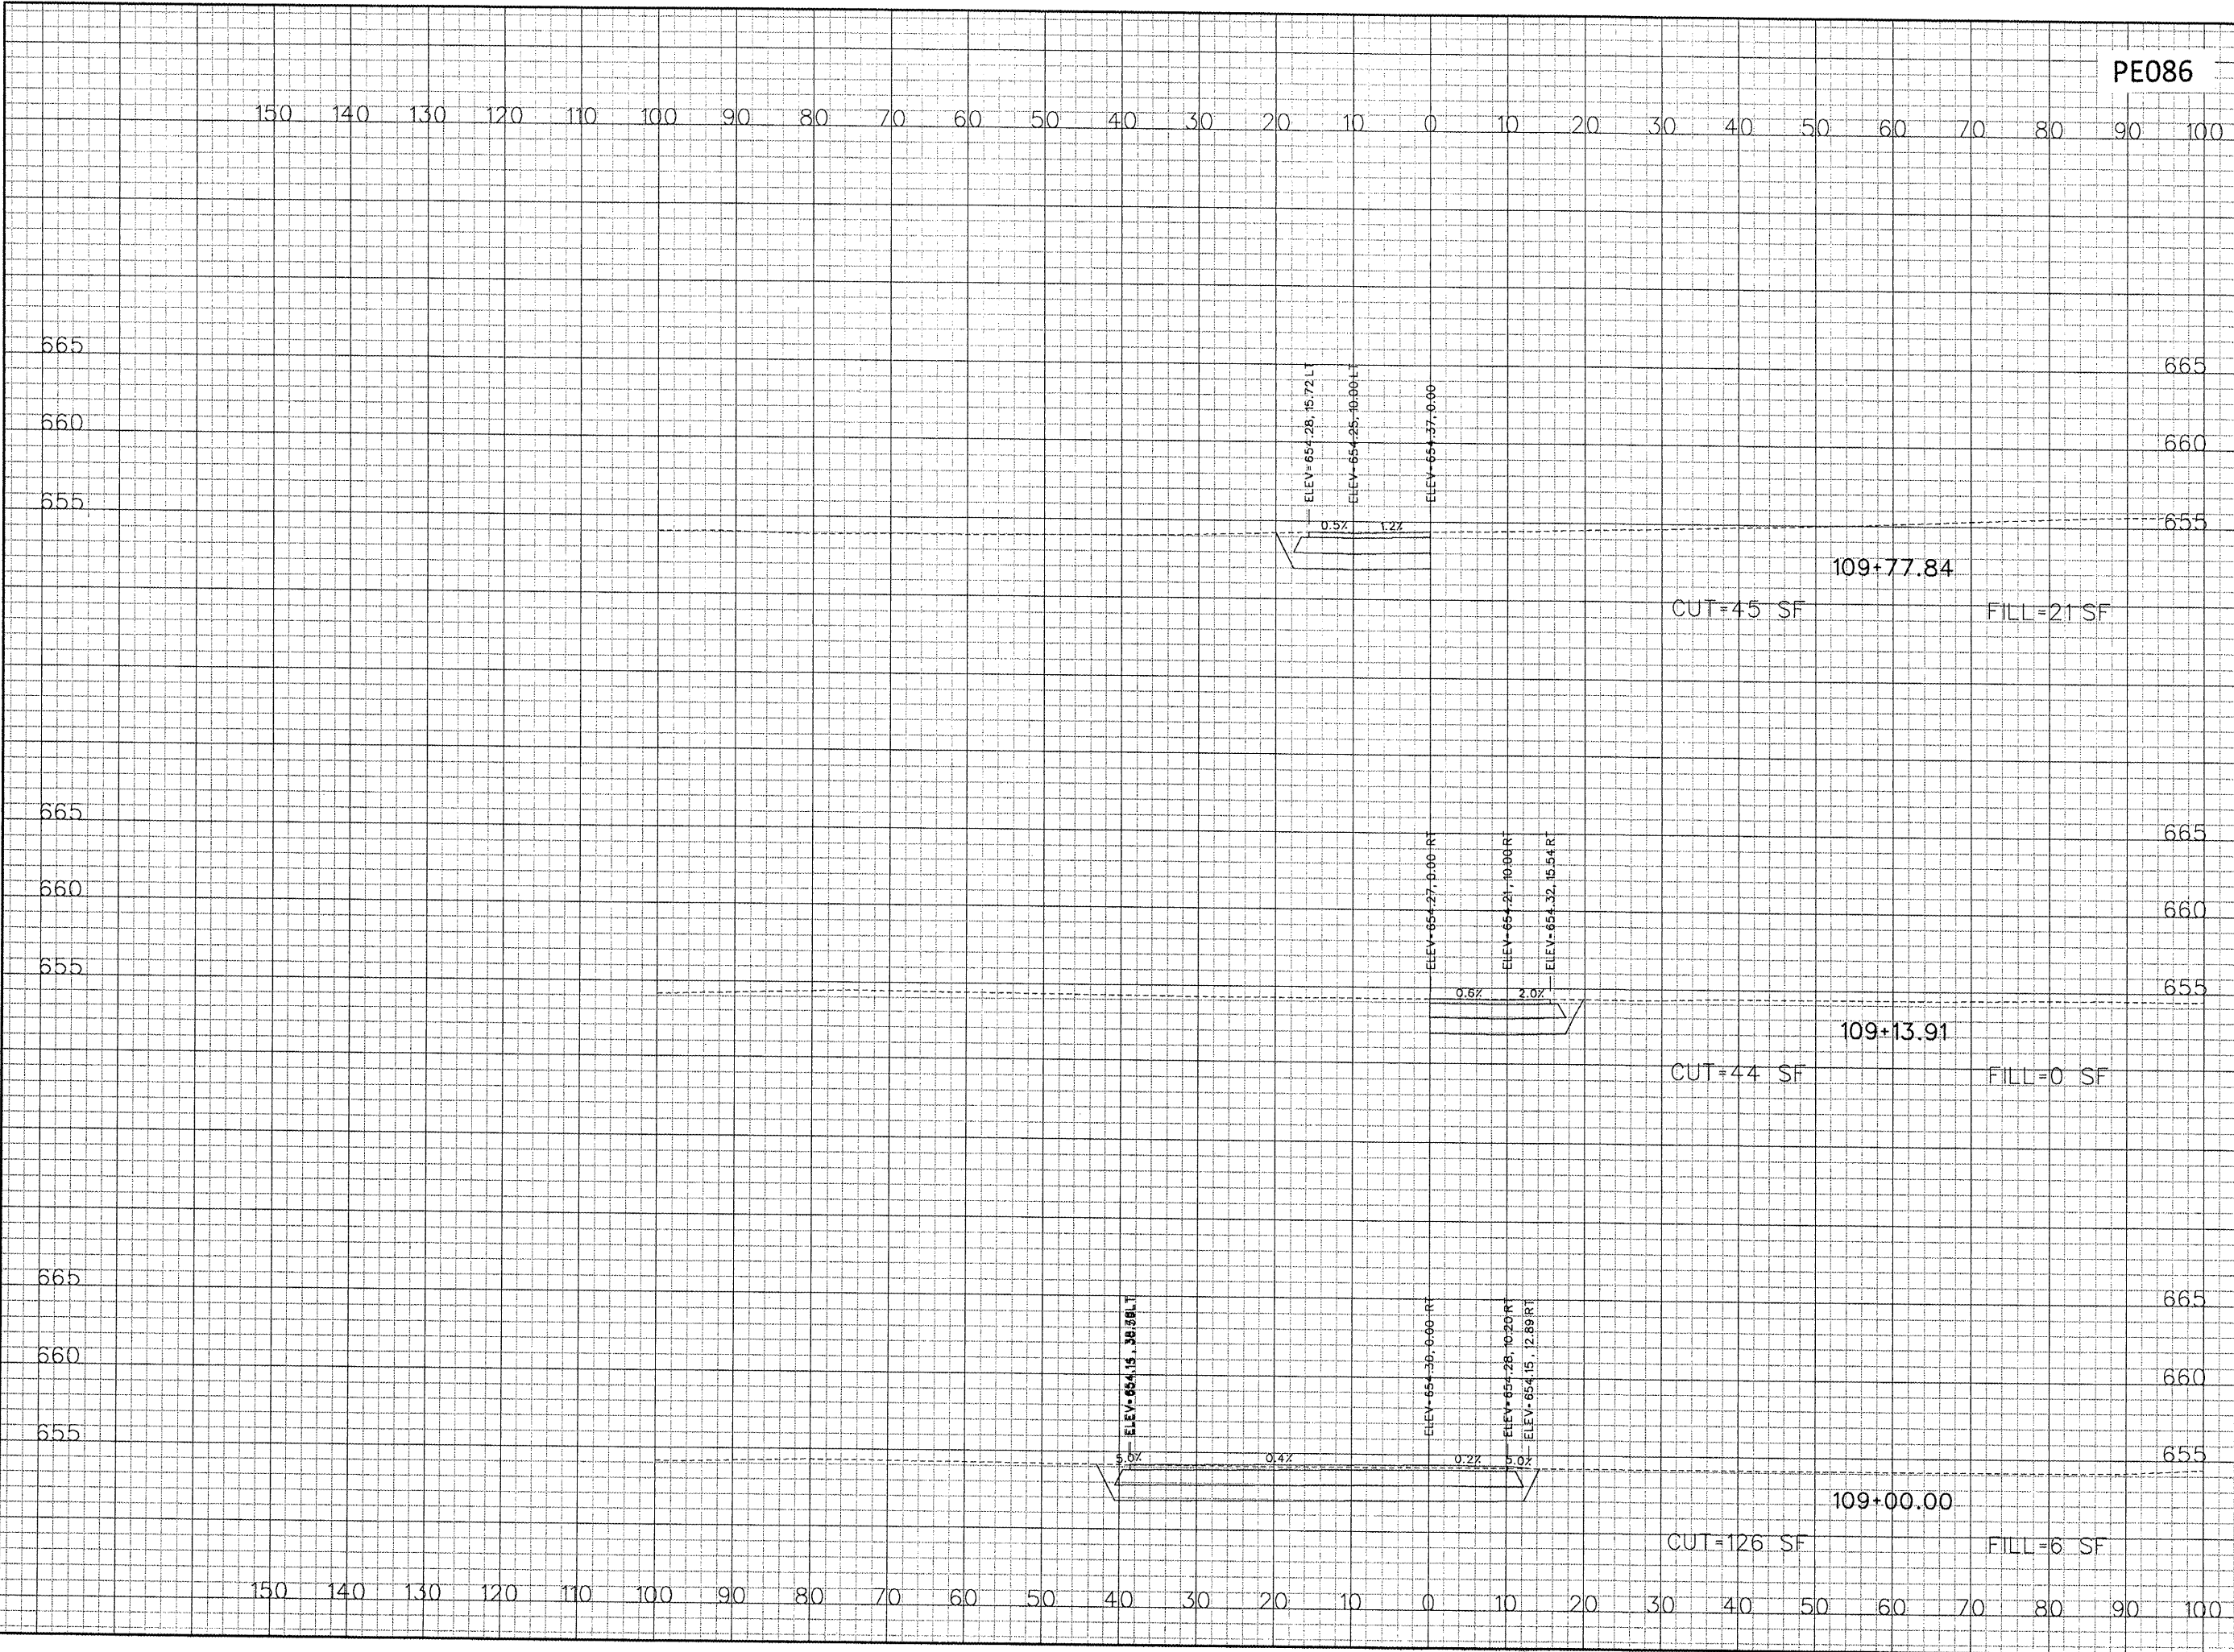 PE086
150 140 130 120 110 100 90 80 70 60 50 40 30 20 10 0 10 20 30 40 50 60 70 80 90 100
665 665
660 660
655 655
ELEV=654.28, 15.72 LT
ELEV=654.25, 10.00 LT
ELEV=654.37, 0.00
0.5% 1.2%
109+77.84
CUT=45 SF FILL=21 SF
665 665
660 660
655 655
ELEV=654.27, 0.00 RT
ELEV=654.21, 10.00 RT
ELEV=654.32, 15.54 RT
0.6% 2.0%
109+13.91
CUT=44 SF FILL=0 SF
665 665
660 660
655 655
ELEV=654.30, 0.00 RT
ELEV=654.28, 10.20 RT
ELEV=654.15, 12.89 RT
5.0% 0.4% 0.2% 5.0%
109+00.00
CUT=126 SF FILL=6 SF
150 140 130 120 110 100 90 80 70 60 50 40 30 20 10 0 10 20 30 40 50 60 70 80 90 100